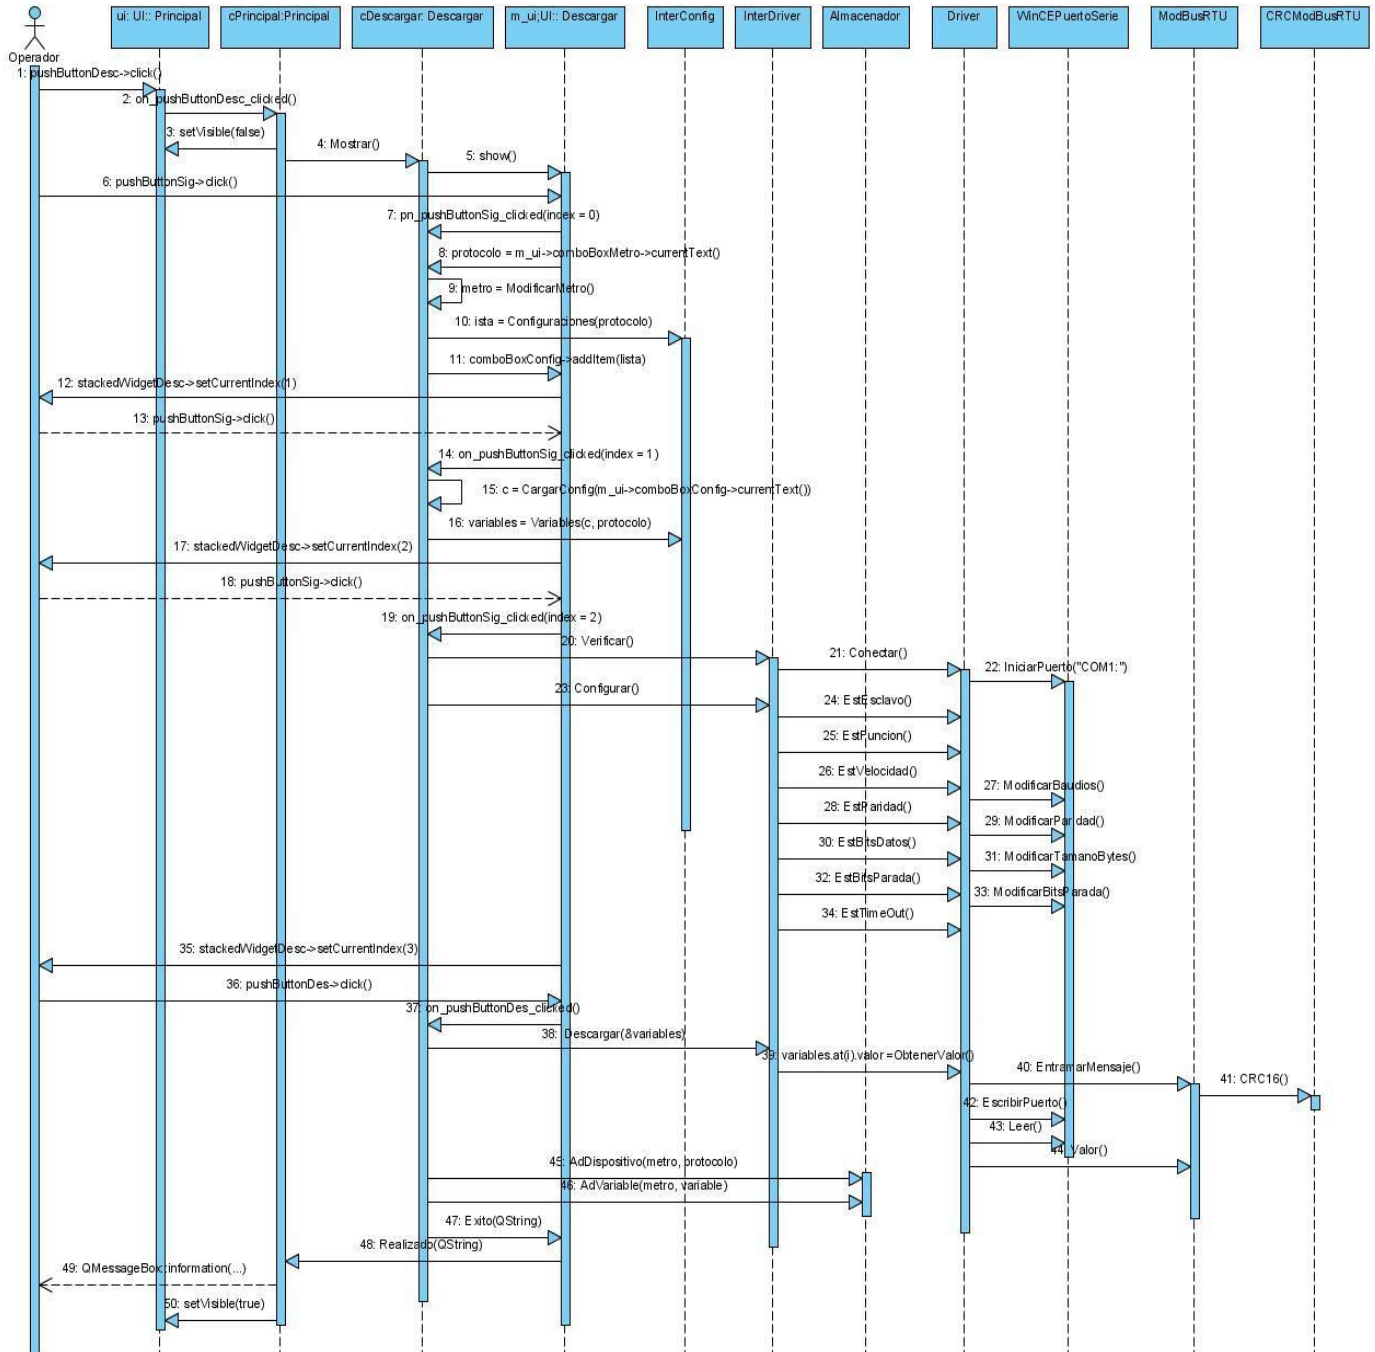 ui: UI:: Principal
cPrincipal:Principal
cDescargar: Descargar
m_ui;UI:: Descargar
InterConfig
InterDriver
Almacenador
Driver
WinCEPuertoSerie
ModBusRTU
CRCModBusRTU
Operador
1: pushButtonDesc->click()
2: on_pushButtonDesc_clicked()
3: setVisible(false)
4: Mostrar()
5: show()
6: pushButtonSig->click()
7: pn_pushButtonSig_clicked(index = 0)
8: protocolo = m_ui->comboBoxMetro->currentText()
9: metro = ModificarMetro()
10: ista = Configuraciones(protocolo)
11: comboBoxConfig->addItem(lista)
12: stackedWidgetDesc->setCurrentIndex(1)
13: pushButtonSig->click()
14: on_pushButtonSig_clicked(index = 1)
15: c = CargarConfig(m_ui->comboBoxConfig->currentText())
16: variables = Variables(c, protocolo)
17: stackedWidgetDesc->setCurrentIndex(2)
18: pushButtonSig->click()
19: on_pushButtonSig_clicked(index = 2)
20: Verificar()
21: Conectar()
22: IniciarPuerto("COM1:")
23: Configurar()
24: EstEsclavo()
25: EstFuncion()
26: EstVelocidad()
27: ModificarBaudios()
28: EstParidad()
29: ModificarParidad()
30: EstBitsDatos()
31: ModificarTamanoBytes()
32: EstBitsParada()
33: ModificarBitsParada()
34: EstTimeOut()
35: stackedWidgetDesc->setCurrentIndex(3)
36: pushButtonDes->click()
37: on_pushButtonDes_clicked()
38: Descargar(&variables)
39: variables.at(i).valor =ObtenerValor()
40: EntramarMensaje()
41: CRC16()
42: EscribirPuerto()
43: Leer()
44: Valor()
45: AdDispositivo(metro, protocolo)
46: AdVariable(metro, variable)
47: Exito(QString)
48: Realizado(QString)
49: QMessageBox::information(...)
50: setVisible(true)